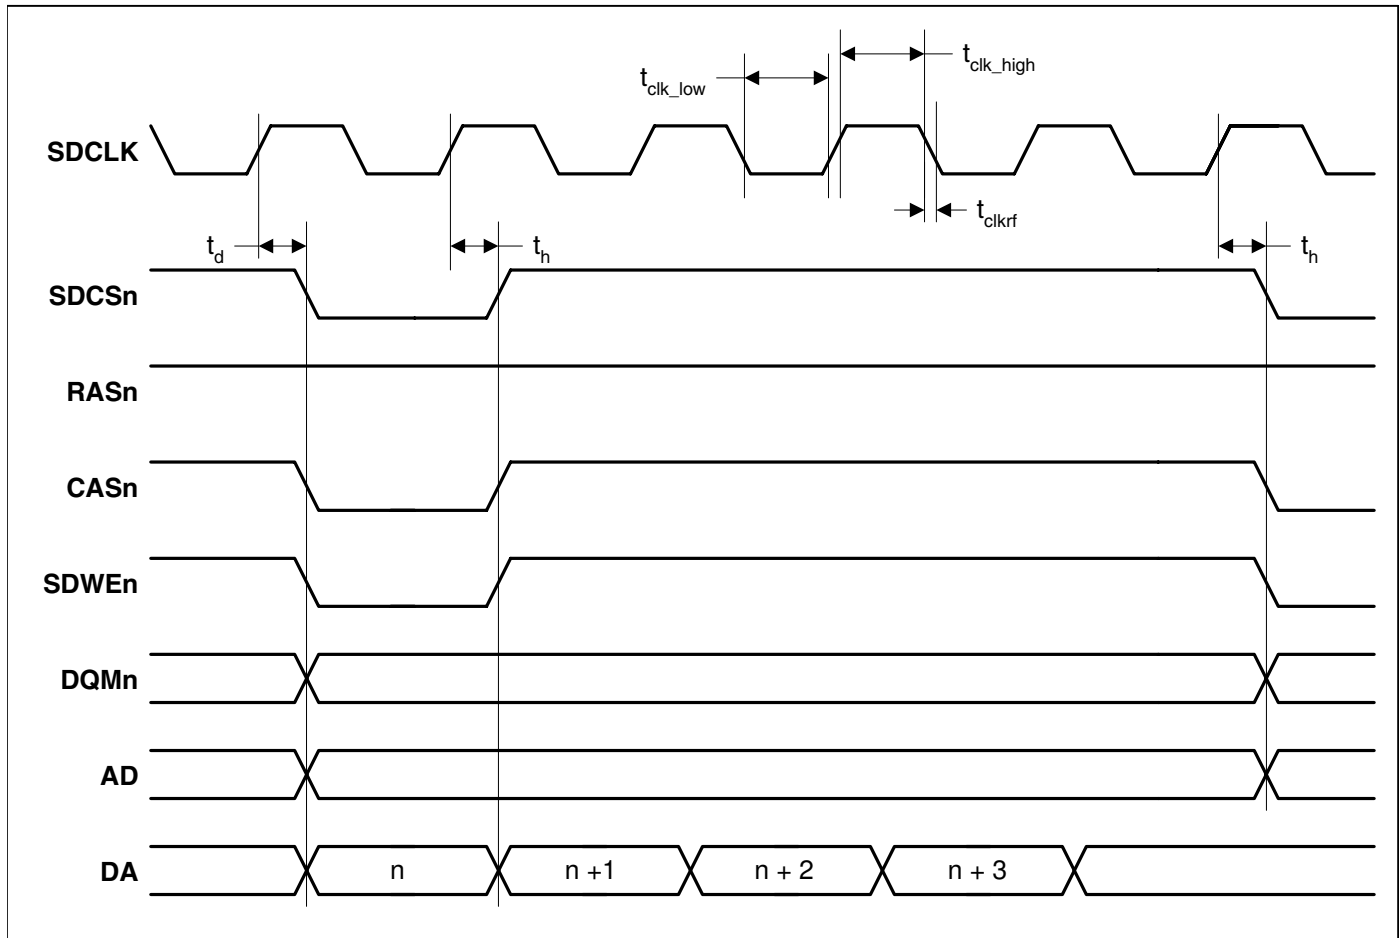 t_clk_high
t_clk_low
SDCLK
t_clkrf
t_d
t_h
t_h
SDCSn
RASn
CASn
SDWEn
DQMn
AD
DA
n
n +1
n + 2
n + 3